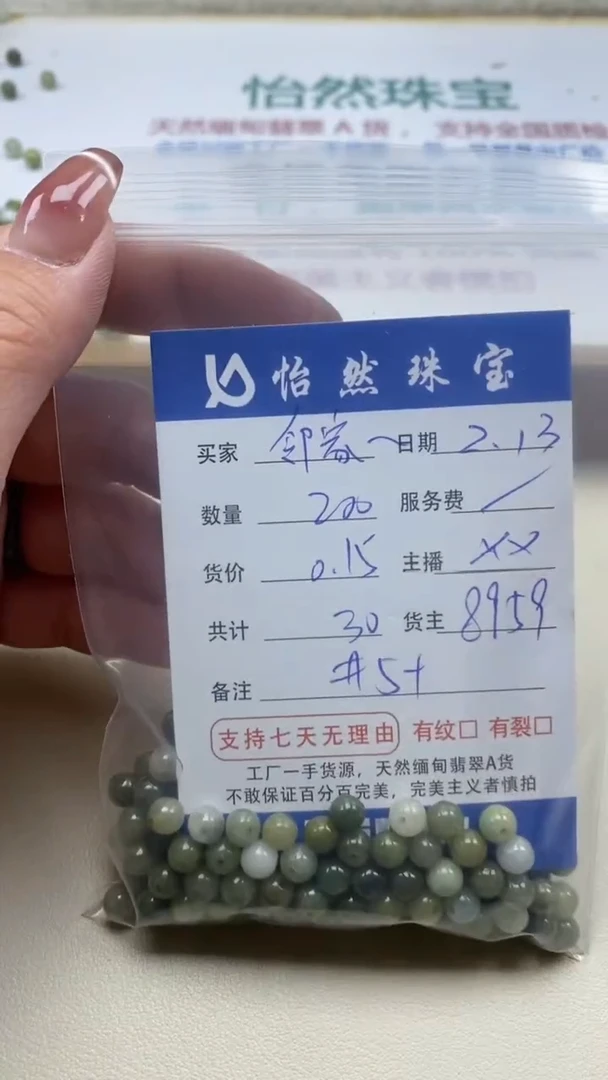 怡然珠宝
天然缅甸翡翠A货，支持全国质检
怡然珠宝
买家 邻家~ 日期 2.13
数量 200 服务费 /
货价 0.15 主播 XX
共计 30 货主 8959
备注 #5+
支持七天无理由 有纹□ 有裂□
工厂一手货源，天然缅甸翡翠A货
不敢保证百分百完美，完美主义者慎拍